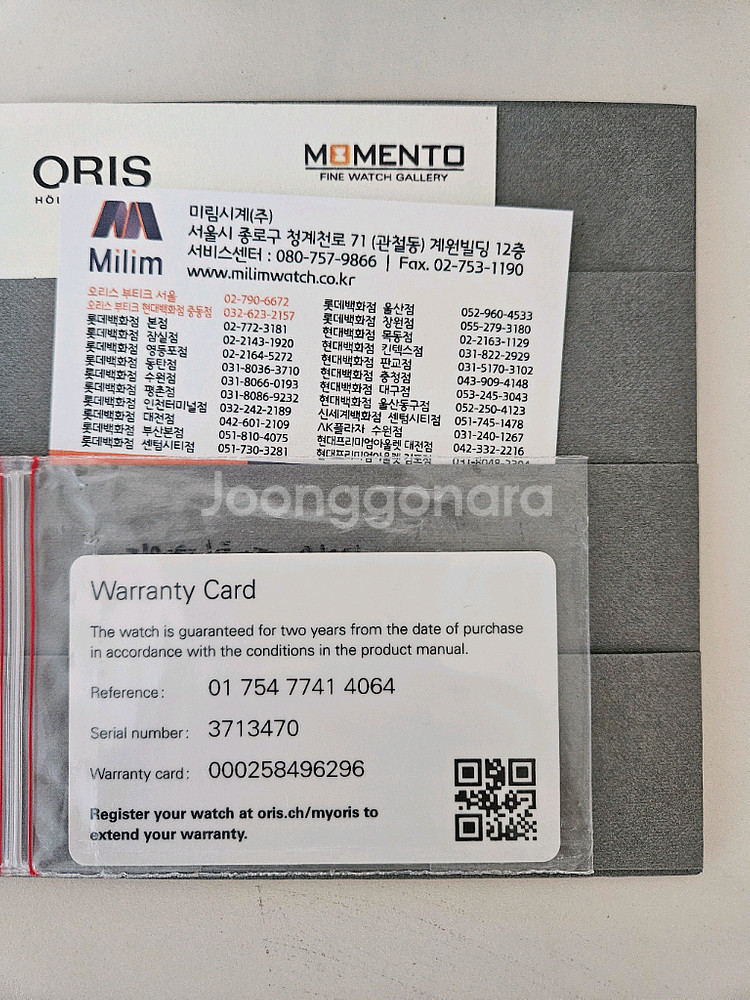 ORIS
MOMENTO
FINE WATCH GALLERY
Milim
미림시계(주)
서울시 종로구 청계천로 71 (관철동) 계원빌딩 12층
서비스센터 : 080-757-9866 | Fax. 02-753-1190
www.milimwatch.co.kr
오리스 부티크 서울 02-790-6672
오리스 부티크 현대백화점 중동점 032-623-2157
롯데백화점 본점 02-772-3181
롯데백화점 잠실점 02-2143-1920
롯데백화점 영등포점 02-2164-5272
롯데백화점 동탄점 031-8036-3710
롯데백화점 수원점 031-8066-0193
롯데백화점 평촌점 031-8086-9232
롯데백화점 인천터미널점 032-242-2189
롯데백화점 대전점 042-601-2109
롯데백화점 부산본점 051-810-4075
롯데백화점 센텀시티점 051-730-3281
롯데백화점 울산점 052-960-4533
롯데백화점 창원점 055-279-3180
현대백화점 목동점 02-2163-1129
현대백화점 킨텍스점 031-822-2929
현대백화점 판교점 031-5170-3102
현대백화점 충청점 043-909-4148
현대백화점 대구점 053-245-3043
현대백화점 울산동구점 052-250-4123
신세계백화점 센텀시티점 051-745-1478
AK플라자 수원점 031-240-1267
현대프리미엄아울렛 대전점 042-332-2216
현대프리미엄아울렛
Joonggonara
Warranty Card
The watch is guaranteed for two years from the date of purchase
in accordance with the conditions in the product manual.
Reference: 01 754 7741 4064
Serial number: 3713470
Warranty card: 000258496296
Register your watch at oris.ch/myoris to
extend your warranty.